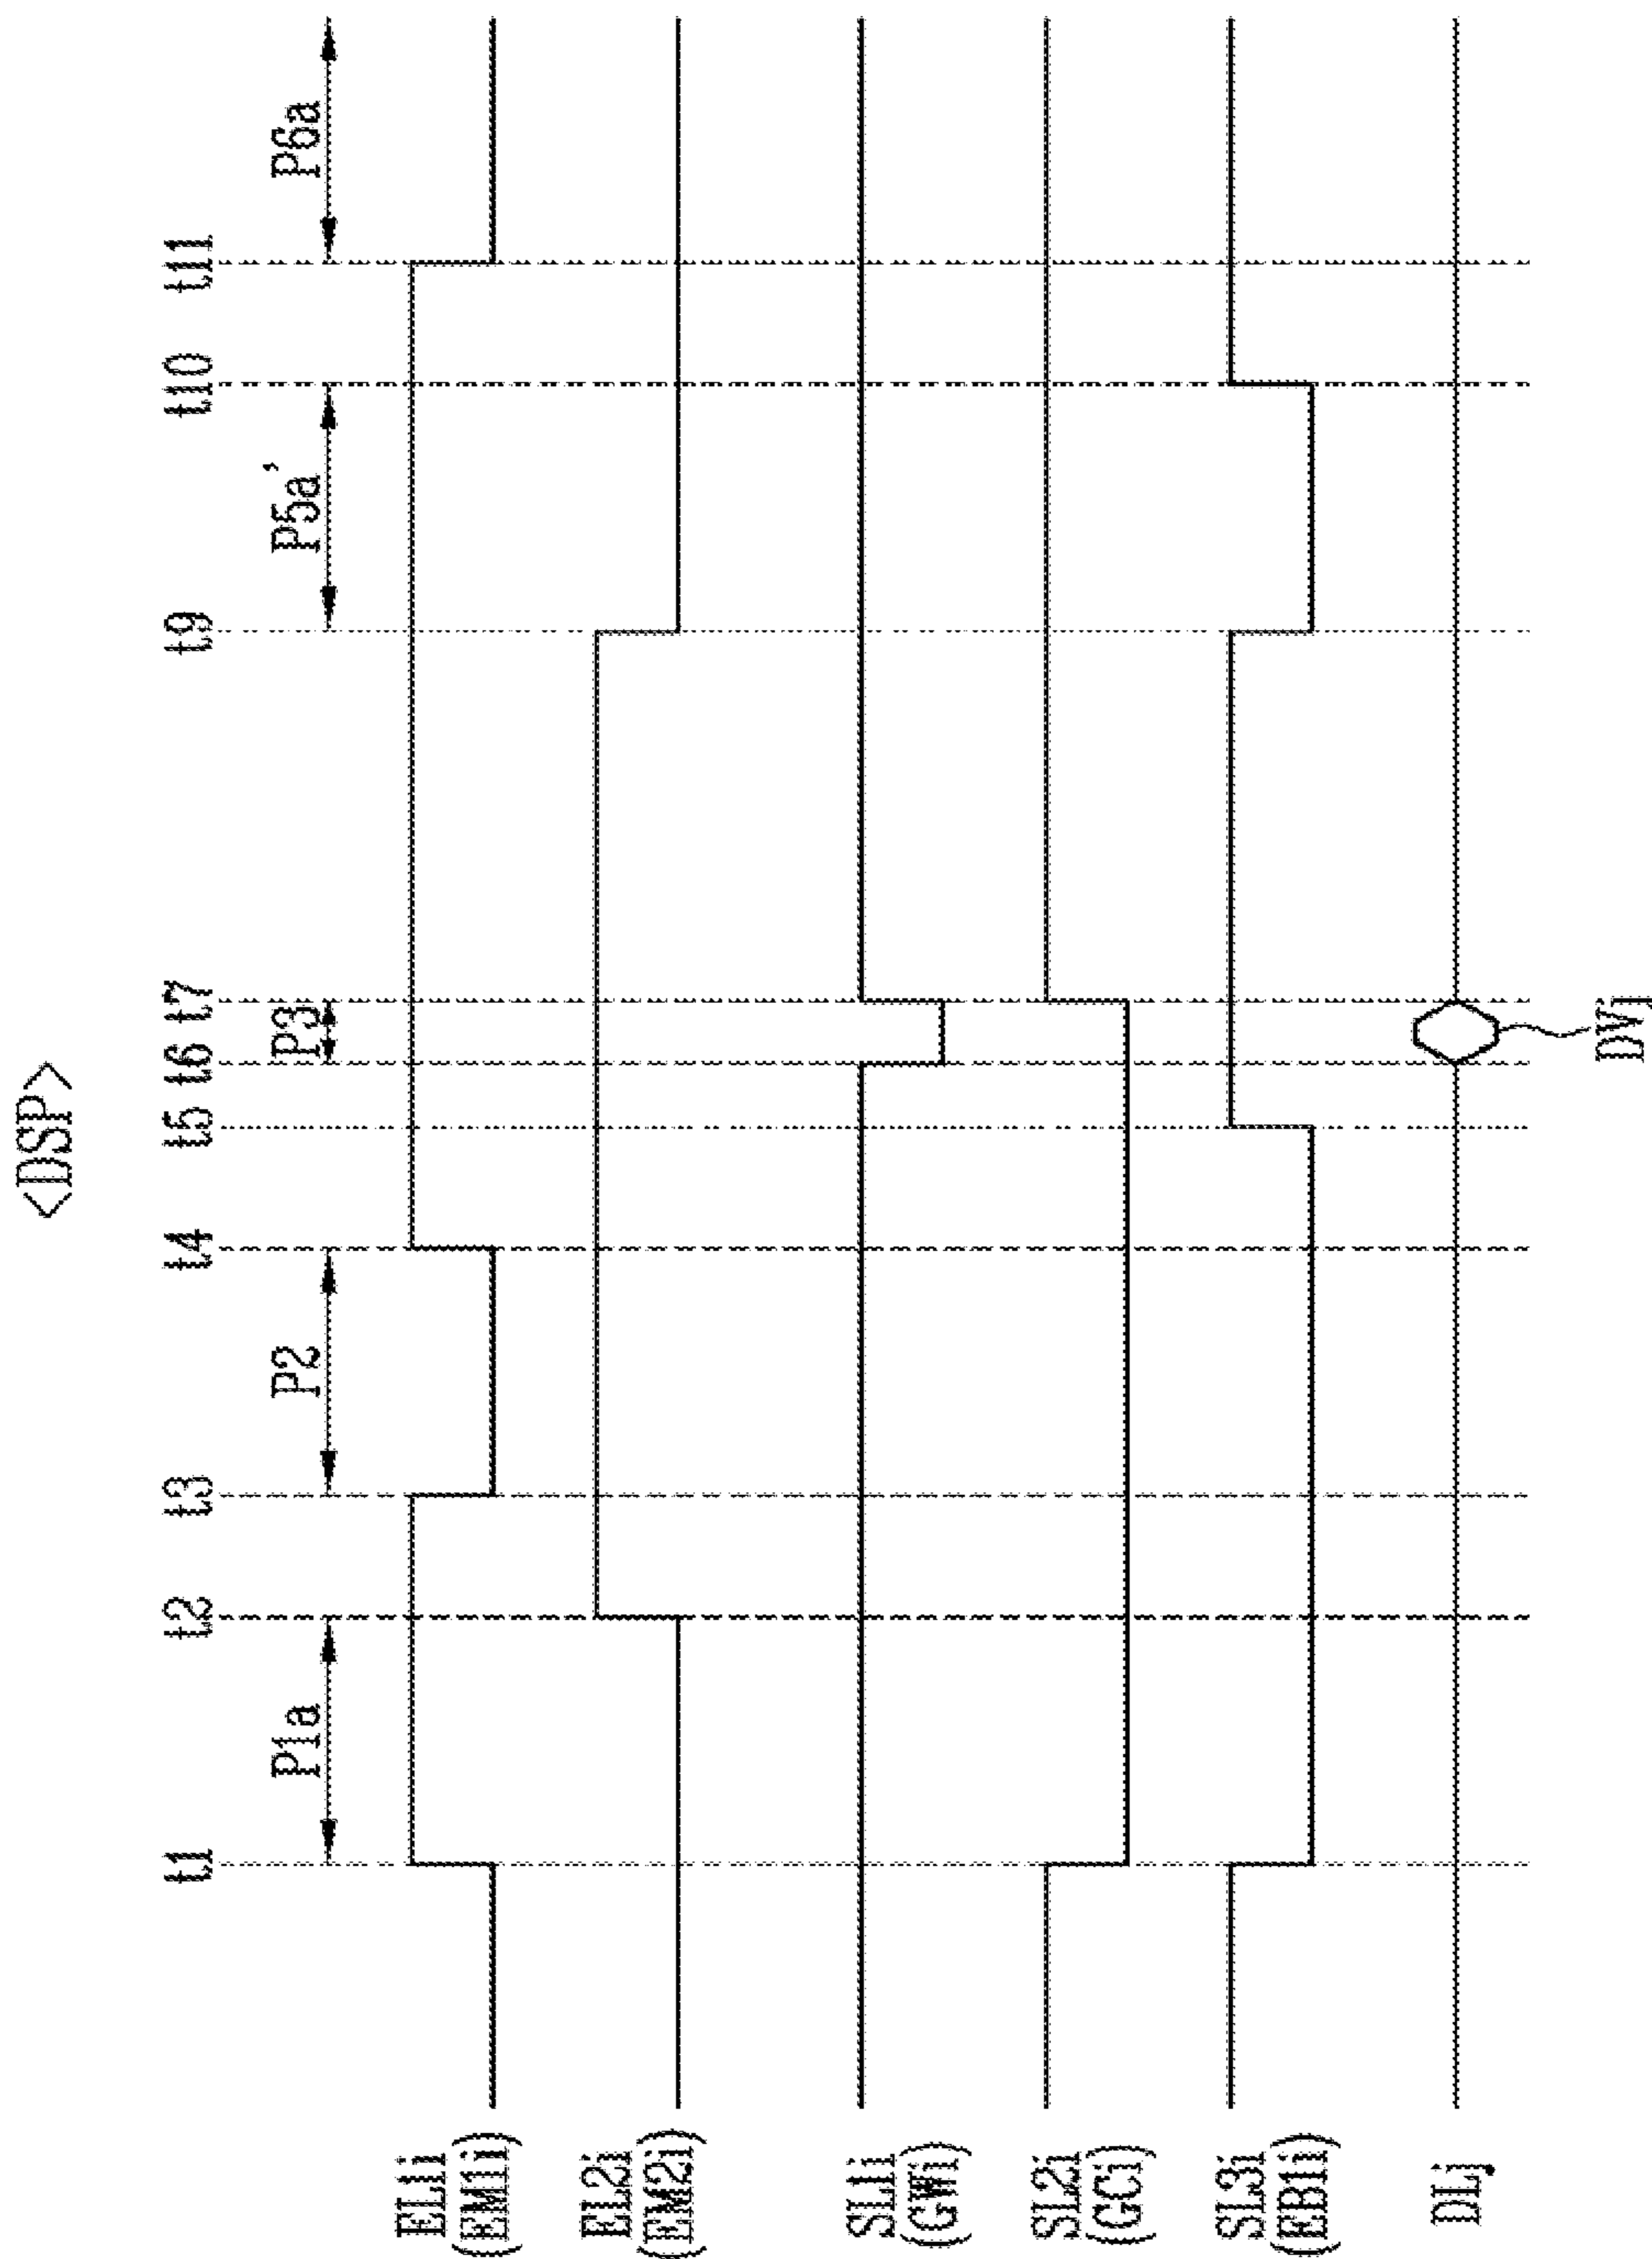 <DSP>
t1
t2
t3
t4
t5
t6
t7
t9
t10
t11
P1a
P2
P3
P5a'
P6a
EL1i
(EM1i)
EL2i
(EM2i)
SL1i
(GWi)
SL2i
(GCi)
SL3i
(EB1i)
DLj
DVj